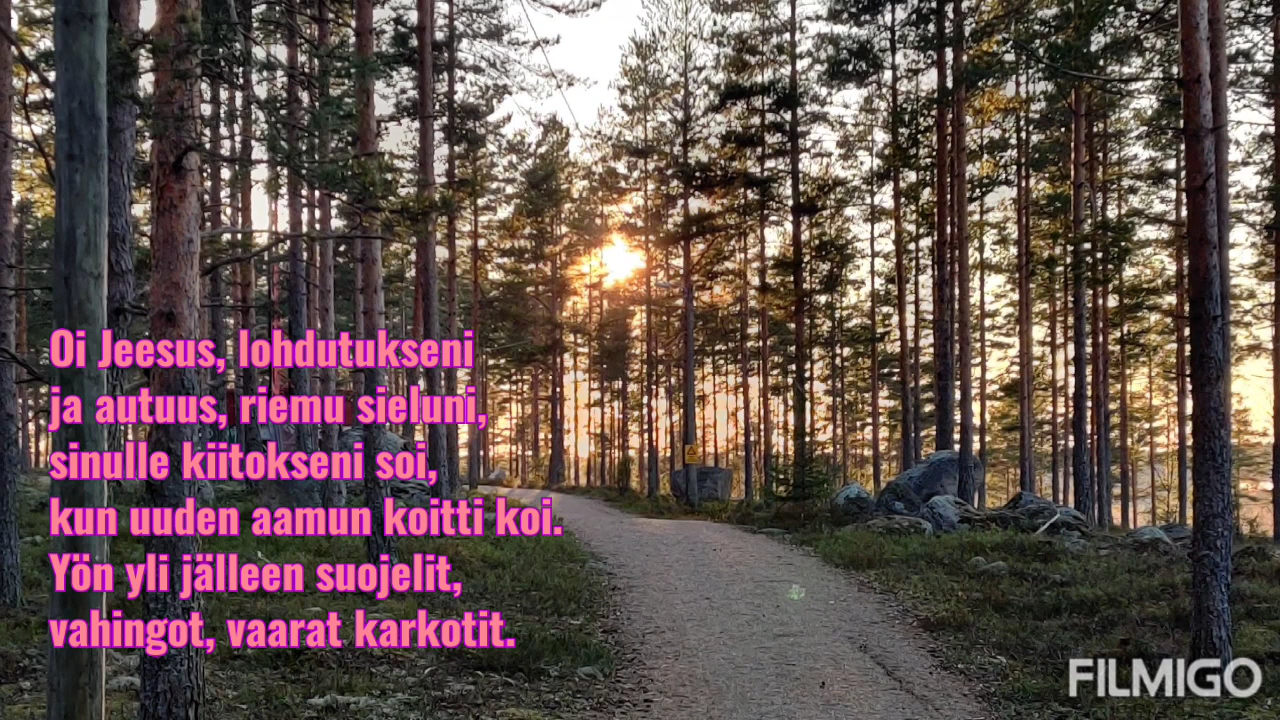 Oi Jeesus, lohdutukseni
ja autuus, riemu sieluni,
sinulle kiitokseni soi,
kun uuden aamun koitti koi.
Yön yli jälleen suojelit,
vahingot, vaarat karkotit.
FILMIGO